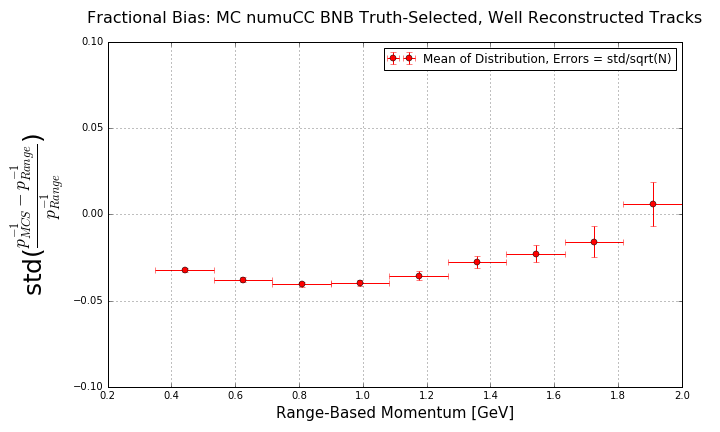 Fractional Bias: MC numuCC BNB Truth-Selected, Well Reconstructed Tracks
Mean of Distribution, Errors = std/sqrt(N)
std(\frac{p_{MCS}^{-1} - p_{Range}^{-1}}{p_{Range}^{-1}})
0.10
0.05
0.00
−0.05
−0.10
0.2 0.4 0.6 0.8 1.0 1.2 1.4 1.6 1.8 2.0
Range-Based Momentum [GeV]